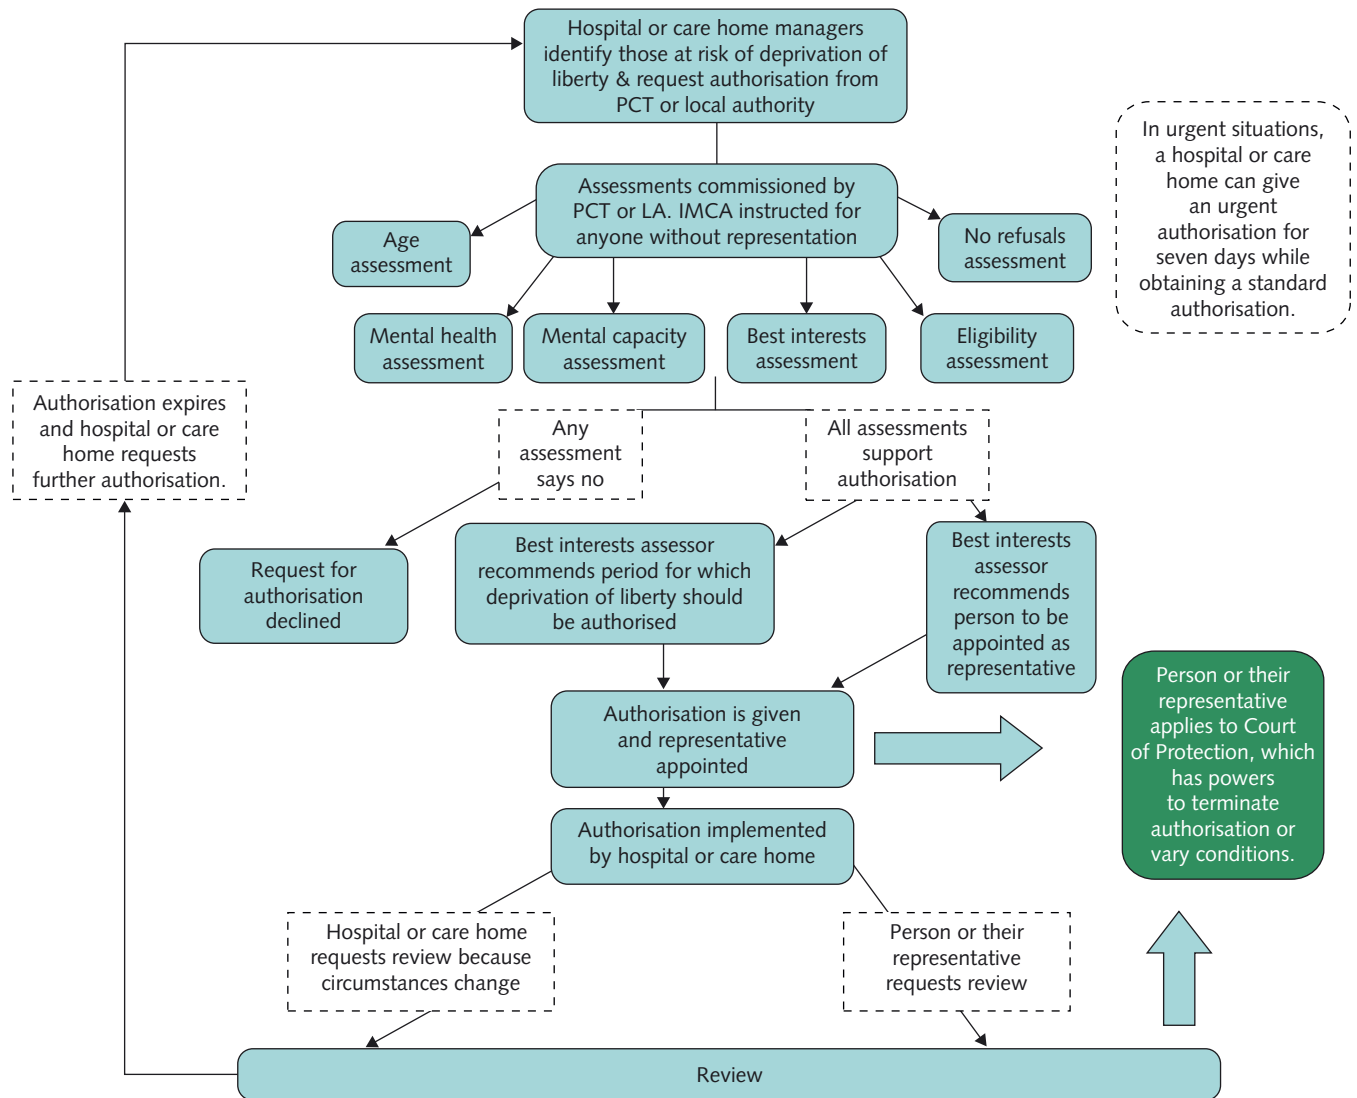 Hospital or care home managers
identify those at risk of deprivation of
liberty & request authorisation from
PCT or local authority
In urgent situations,
a hospital or care
home can give
an urgent
authorisation for
seven days while
obtaining a standard
authorisation.
Assessments commissioned by
PCT or LA. IMCA instructed for
anyone without representation
Age
assessment
No refusals
assessment
Mental health
assessment
Mental capacity
assessment
Best interests
assessment
Eligibility
assessment
Authorisation expires
and hospital or care
home requests
further authorisation.
Any
assessment
says no
All assessments
support
authorisation
Request for
authorisation
declined
Best interests assessor
recommends period for which
deprivation of liberty should
be authorised
Best interests
assessor
recommends
person to be
appointed as
representative
Person or their
representative
applies to Court
of Protection, which
has powers
to terminate
authorisation or
vary conditions.
Authorisation is given
and representative
appointed
Authorisation implemented
by hospital or care home
Hospital or care home
requests review because
circumstances change
Person or their
representative
requests review
Review